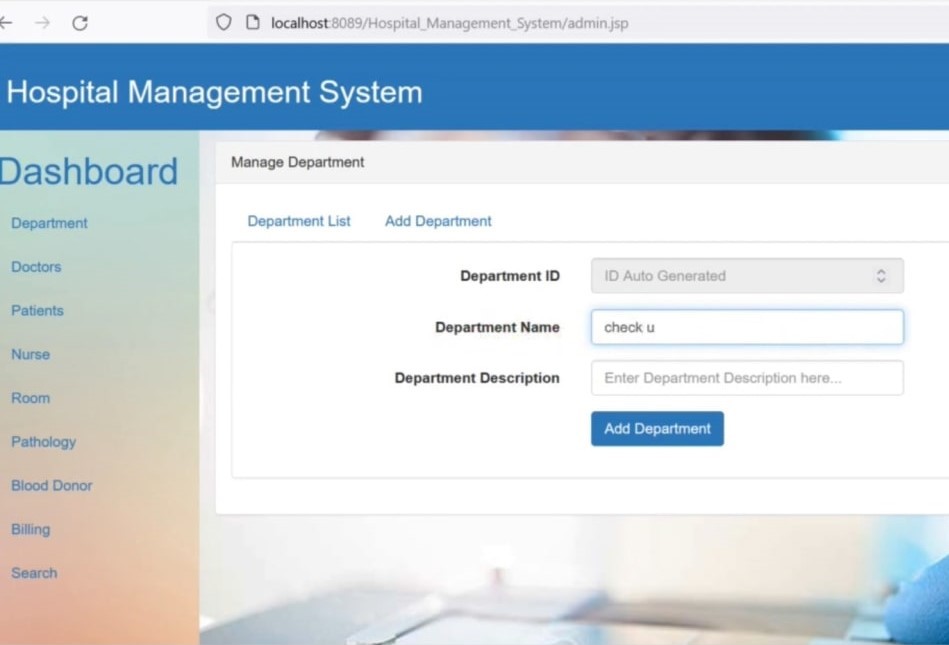 localhost:8089/Hospital_Management_System/admin.jsp
Hospital Management System
Dashboard
Department
Doctors
Patients
Nurse
Room
Pathology
Blood Donor
Billing
Search
Manage Department
Department List Add Department
Department ID ID Auto Generated
Department Name check u
Department Description Enter Department Description here...
Add Department